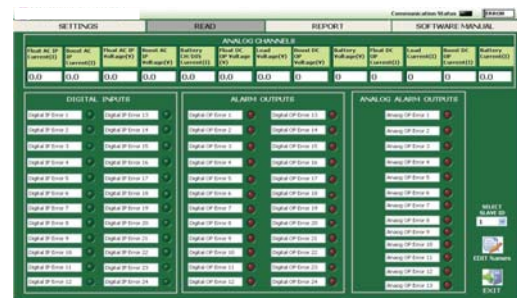 Communication Status ERROR
SETTINGS READ REPORT SOFTWARE MANUAL
ANALOG CHANNELS
Float AC IP Current(I) Boost AC IP Current(I) Float AC IP Voltage(V) Boost AC IP Voltage(V) Battery CH/DIS Current(I) Float DC OP Voltage (V) Load Voltage(V) Boost DC OP Voltage(V) Battery Voltage(V) Float DC OP Current(I) Load Current(I) Boost DC OP Current(I) Battery Current(I)
0.0 0.0 0.0 0.0 0.0 0 0 0 0 0 0 0 0.0
DIGITAL INPUTS ALARM OUTPUTS ANALOG ALARM OUTPUTS
Digital IP Error 1 Digital IP Error 13 Digital OP Error 1 Digital OP Error 13 Analog OP Error 1
Digital IP Error 2 Digital IP Error 14 Digital OP Error 2 Digital OP Error 14 Analog OP Error 2
Digital IP Error 3 Digital IP Error 15 Digital OP Error 3 Digital OP Error 15 Analog OP Error 3
Digital IP Error 4 Digital IP Error 16 Digital OP Error 4 Digital OP Error 16 Analog OP Error 4
Digital IP Error 5 Digital IP Error 17 Digital OP Error 5 Digital OP Error 17 Analog OP Error 5
Digital IP Error 6 Digital IP Error 18 Digital OP Error 6 Digital OP Error 18 Analog OP Error 6
Digital IP Error 7 Digital IP Error 19 Digital OP Error 7 Digital OP Error 19 Analog OP Error 7
Digital IP Error 8 Digital IP Error 20 Digital OP Error 8 Digital OP Error 20 Analog OP Error 8
Digital IP Error 9 Digital IP Error 21 Digital OP Error 9 Digital OP Error 21 Analog OP Error 9
Digital IP Error 10 Digital IP Error 22 Digital OP Error 10 Digital OP Error 22 Analog OP Error 10
Digital IP Error 11 Digital IP Error 23 Digital OP Error 11 Digital OP Error 23 Analog OP Error 11
Digital IP Error 12 Digital IP Error 24 Digital OP Error 12 Digital OP Error 24 Analog OP Error 12
Analog OP Error 13
SELECT SLAVE ID
1
EDIT Names
EXIT